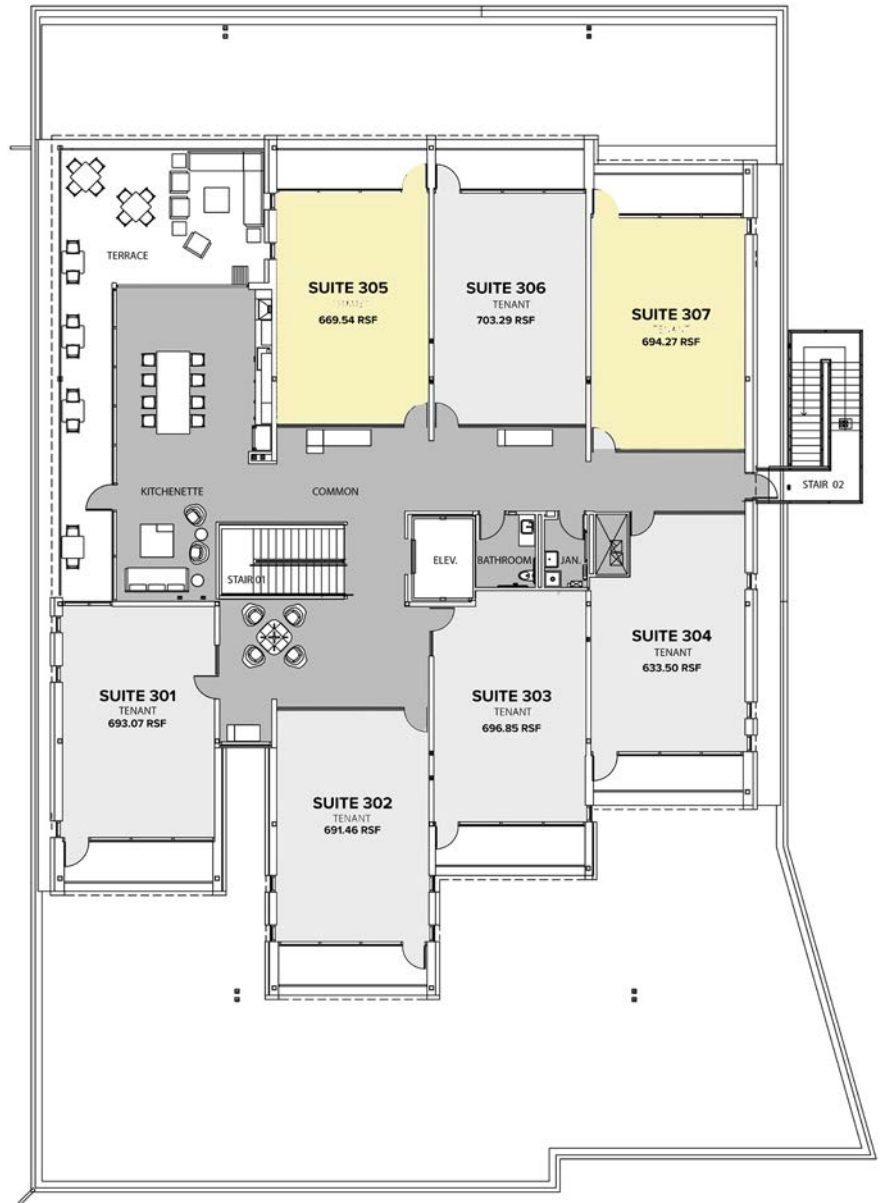 TERRACE
SUITE 305
669.54 RSF
SUITE 306
TENANT
703.29 RSF
SUITE 307
TENANT
694.27 RSF
KITCHENETTE
COMMON
STAIR 02
STAIR 01
ELEV.
BATHROOM
JAN.
SUITE 301
TENANT
693.07 RSF
SUITE 302
TENANT
691.46 RSF
SUITE 303
TENANT
696.85 RSF
SUITE 304
TENANT
633.50 RSF